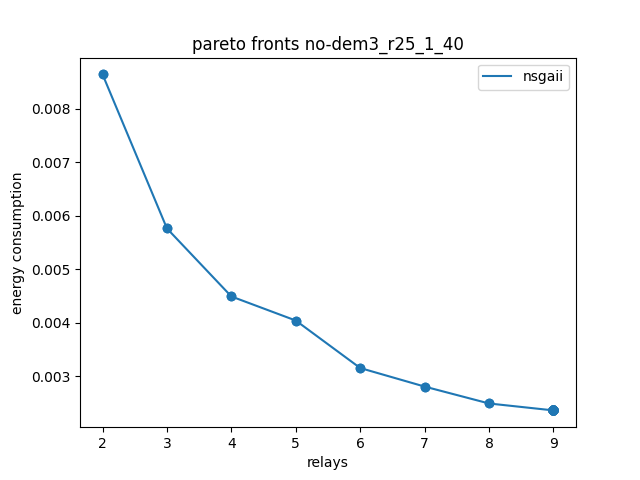 pareto fronts no-dem3_r25_1_40
nsgaii
0.008
0.007
0.006
0.005
0.004
0.003
energy consumption
2 3 4 5 6 7 8 9
relays